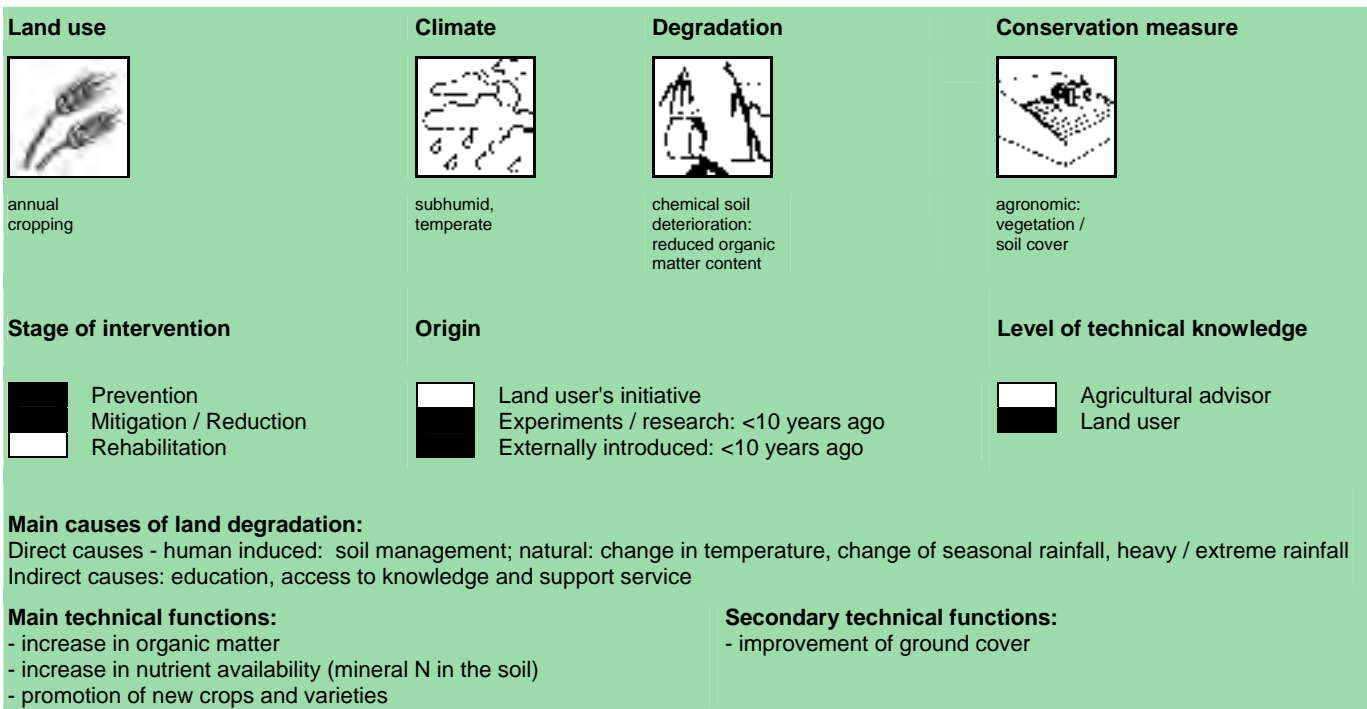 Land use
Climate
Degradation
Conservation measure
annual
cropping
subhumid,
temperate
chemical soil
deterioration:
reduced organic
matter content
agronomic:
vegetation /
soil cover
Stage of intervention
Origin
Level of technical knowledge
Prevention
Mitigation / Reduction
Rehabilitation
Land user's initiative
Experiments / research: <10 years ago
Externally introduced: <10 years ago
Agricultural advisor
Land user
Main causes of land degradation:
Direct causes - human induced:  soil management; natural: change in temperature, change of seasonal rainfall, heavy / extreme rainfall
Indirect causes: education, access to knowledge and support service
Main technical functions:
- increase in organic matter
- increase in nutrient availability (mineral N in the soil)
- promotion of new crops and varieties
Secondary technical functions:
- improvement of ground cover